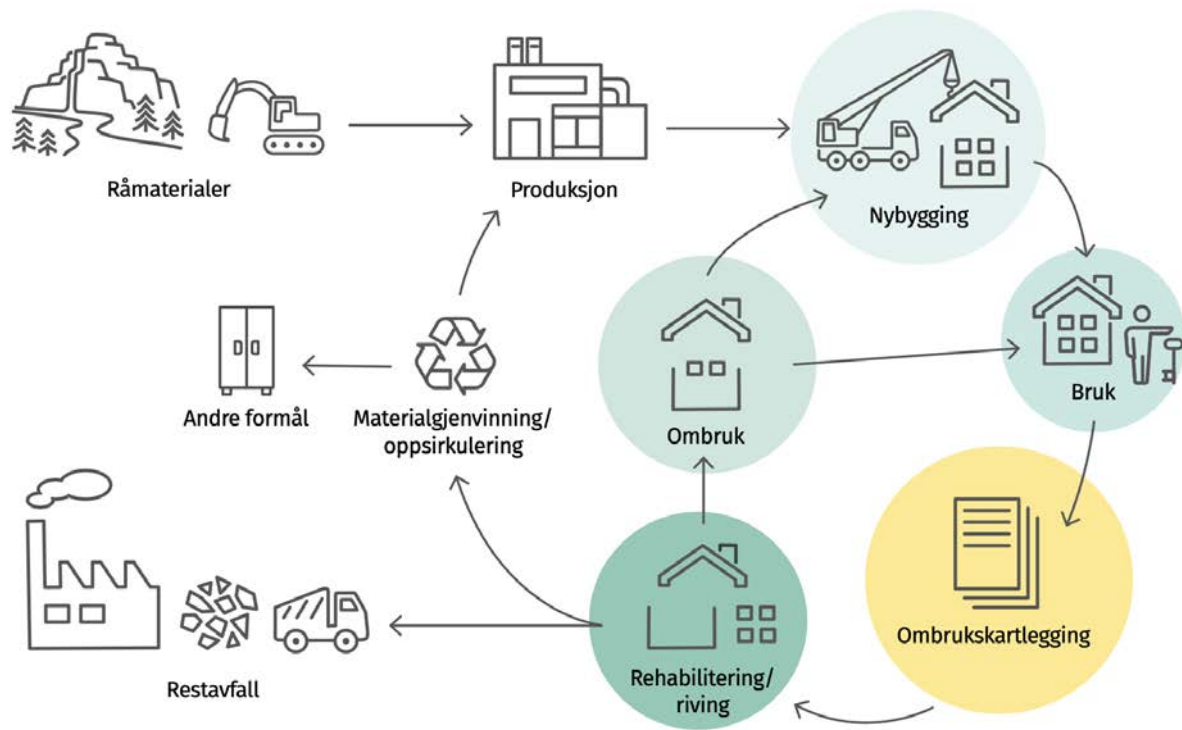 Råmaterialer
Produksjon
Nybygging
Andre formål
Materialgjenvinning/
oppsirkulering
Ombruk
Bruk
Restavfall
Rehabilitering/
riving
Ombrukskartlegging